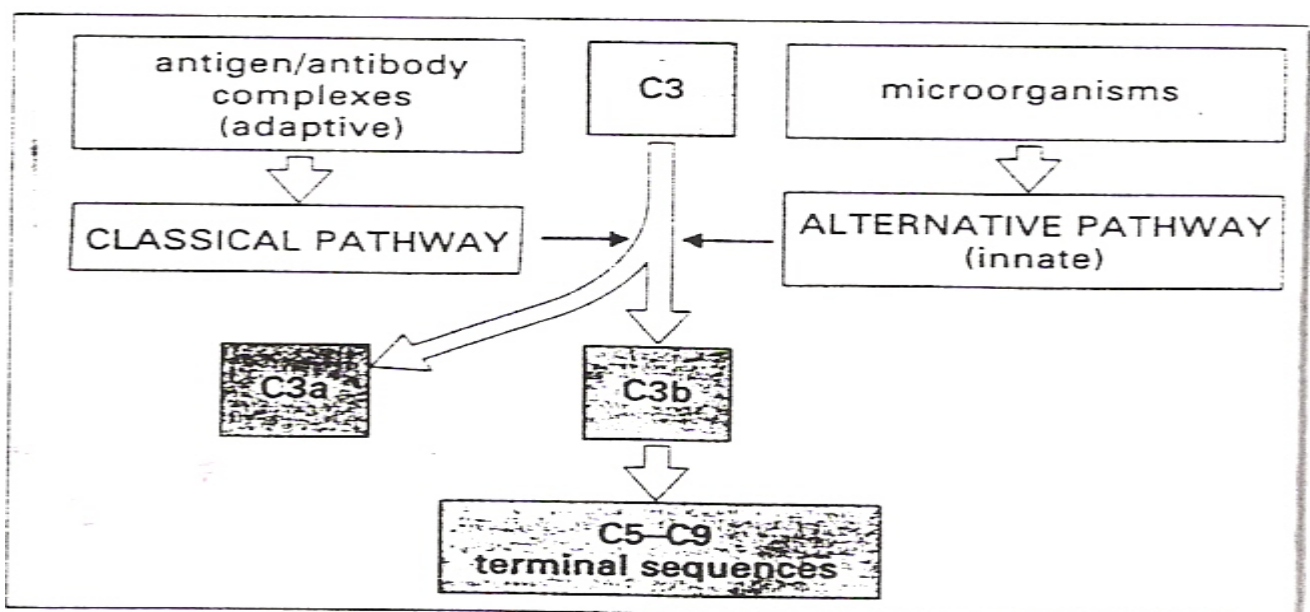 antigen/antibody
complexes
(adaptive)
C3
microorganisms
CLASSICAL PATHWAY
ALTERNATIVE PATHWAY
(innate)
C3a
C3b
C5–C9
terminal sequences